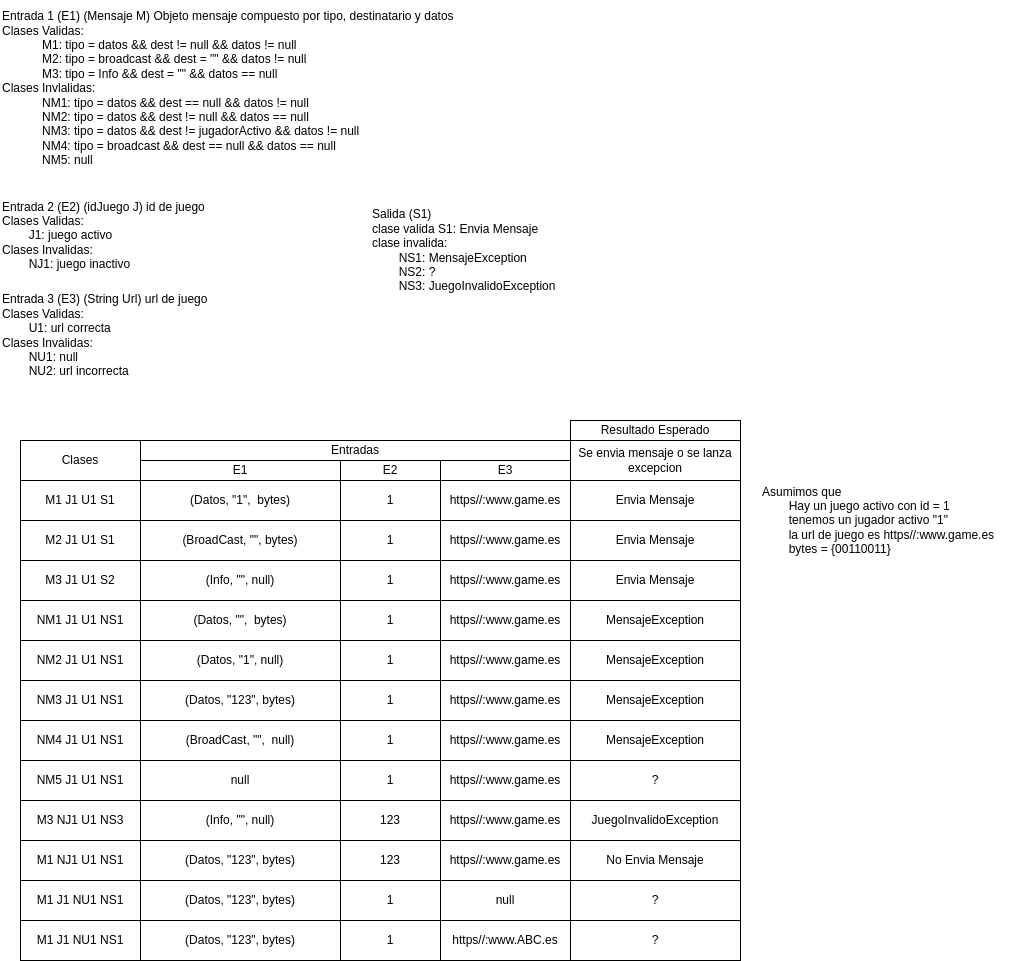 Entrada 1 (E1) (Mensaje M) Objeto mensaje compuesto por tipo, destinatario y datos
Clases Validas:
M1: tipo = datos && dest != null && datos != null
M2: tipo = broadcast && dest = "" && datos != null
M3: tipo = Info && dest = "" && datos == null
Clases Invlalidas:
NM1: tipo = datos && dest == null && datos != null
NM2: tipo = datos && dest != null && datos == null
NM3: tipo = datos && dest != jugadorActivo && datos != null
NM4: tipo = broadcast && dest == null && datos == null
NM5: null
Entrada 2 (E2) (idJuego J) id de juego
Clases Validas:
J1: juego activo
Clases Invalidas:
NJ1: juego inactivo
Salida (S1)
clase valida S1: Envia Mensaje
clase invalida:
NS1: MensajeException
NS2: ?
NS3: JuegoInvalidoException
Entrada 3 (E3) (String Url) url de juego
Clases Validas:
U1: url correcta
Clases Invalidas:
NU1: null
NU2: url incorrecta
Resultado Esperado
Clases Entradas Se envia mensaje o se lanza
excepcion
E1 E2 E3
M1 J1 U1 S1 (Datos, "1",  bytes) 1 https//:www.game.es Envia Mensaje
M2 J1 U1 S1 (BroadCast, "", bytes) 1 https//:www.game.es Envia Mensaje
M3 J1 U1 S2 (Info, "", null) 1 https//:www.game.es Envia Mensaje
NM1 J1 U1 NS1 (Datos, "",  bytes) 1 https//:www.game.es MensajeException
NM2 J1 U1 NS1 (Datos, "1", null) 1 https//:www.game.es MensajeException
NM3 J1 U1 NS1 (Datos, "123", bytes) 1 https//:www.game.es MensajeException
NM4 J1 U1 NS1 (BroadCast, "",  null) 1 https//:www.game.es MensajeException
NM5 J1 U1 NS1 null 1 https//:www.game.es ?
M3 NJ1 U1 NS3 (Info, "", null) 123 https//:www.game.es JuegoInvalidoException
M1 NJ1 U1 NS1 (Datos, "123", bytes) 123 https//:www.game.es No Envia Mensaje
M1 J1 NU1 NS1 (Datos, "123", bytes) 1 null ?
M1 J1 NU1 NS1 (Datos, "123", bytes) 1 https//:www.ABC.es ?
Asumimos que
Hay un juego activo con id = 1
tenemos un jugador activo "1"
la url de juego es https//:www.game.es
bytes = {00110011}